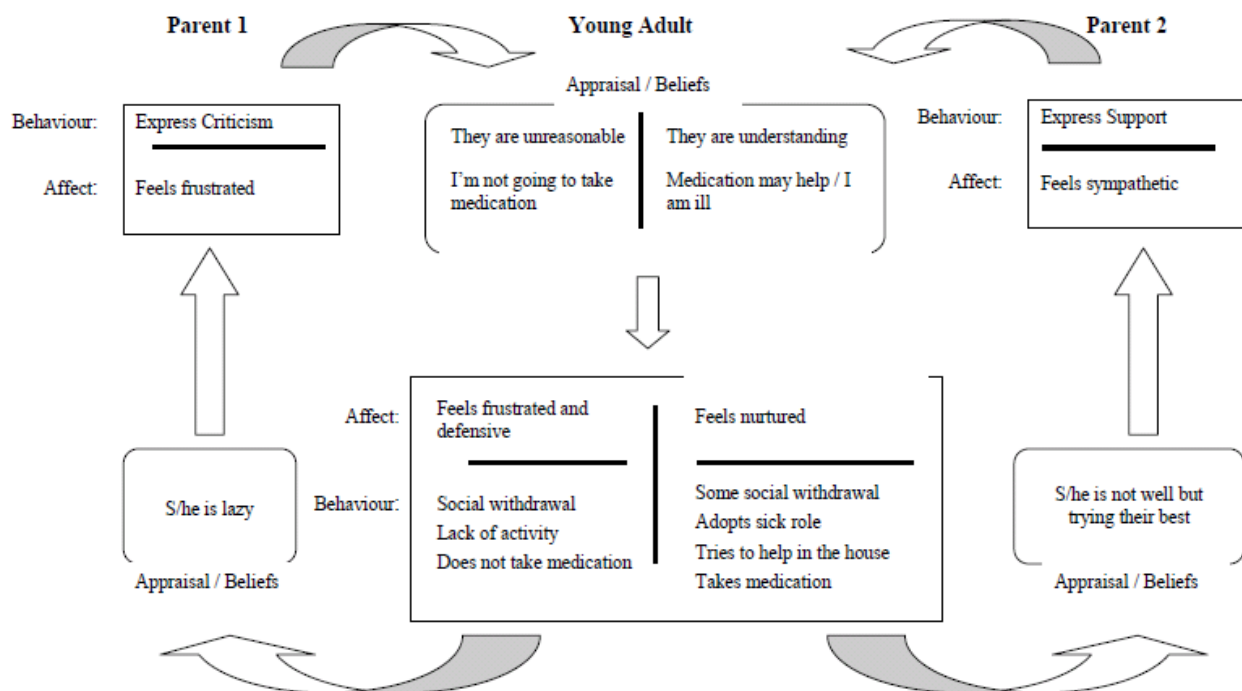 Parent 1
Young Adult
Parent 2
Appraisal / Beliefs
Behaviour:
Express Criticism
Affect:
Feels frustrated
They are unreasonable
I'm not going to take
medication
They are understanding
Medication may help / I
am ill
Behaviour:
Express Support
Affect:
Feels sympathetic
Affect:
Feels frustrated and
defensive
Feels nurtured
Behaviour:
Social withdrawal
Lack of activity
Does not take medication
Some social withdrawal
Adopts sick role
Tries to help in the house
Takes medication
S/he is lazy
Appraisal / Beliefs
S/he is not well but
trying their best
Appraisal / Beliefs